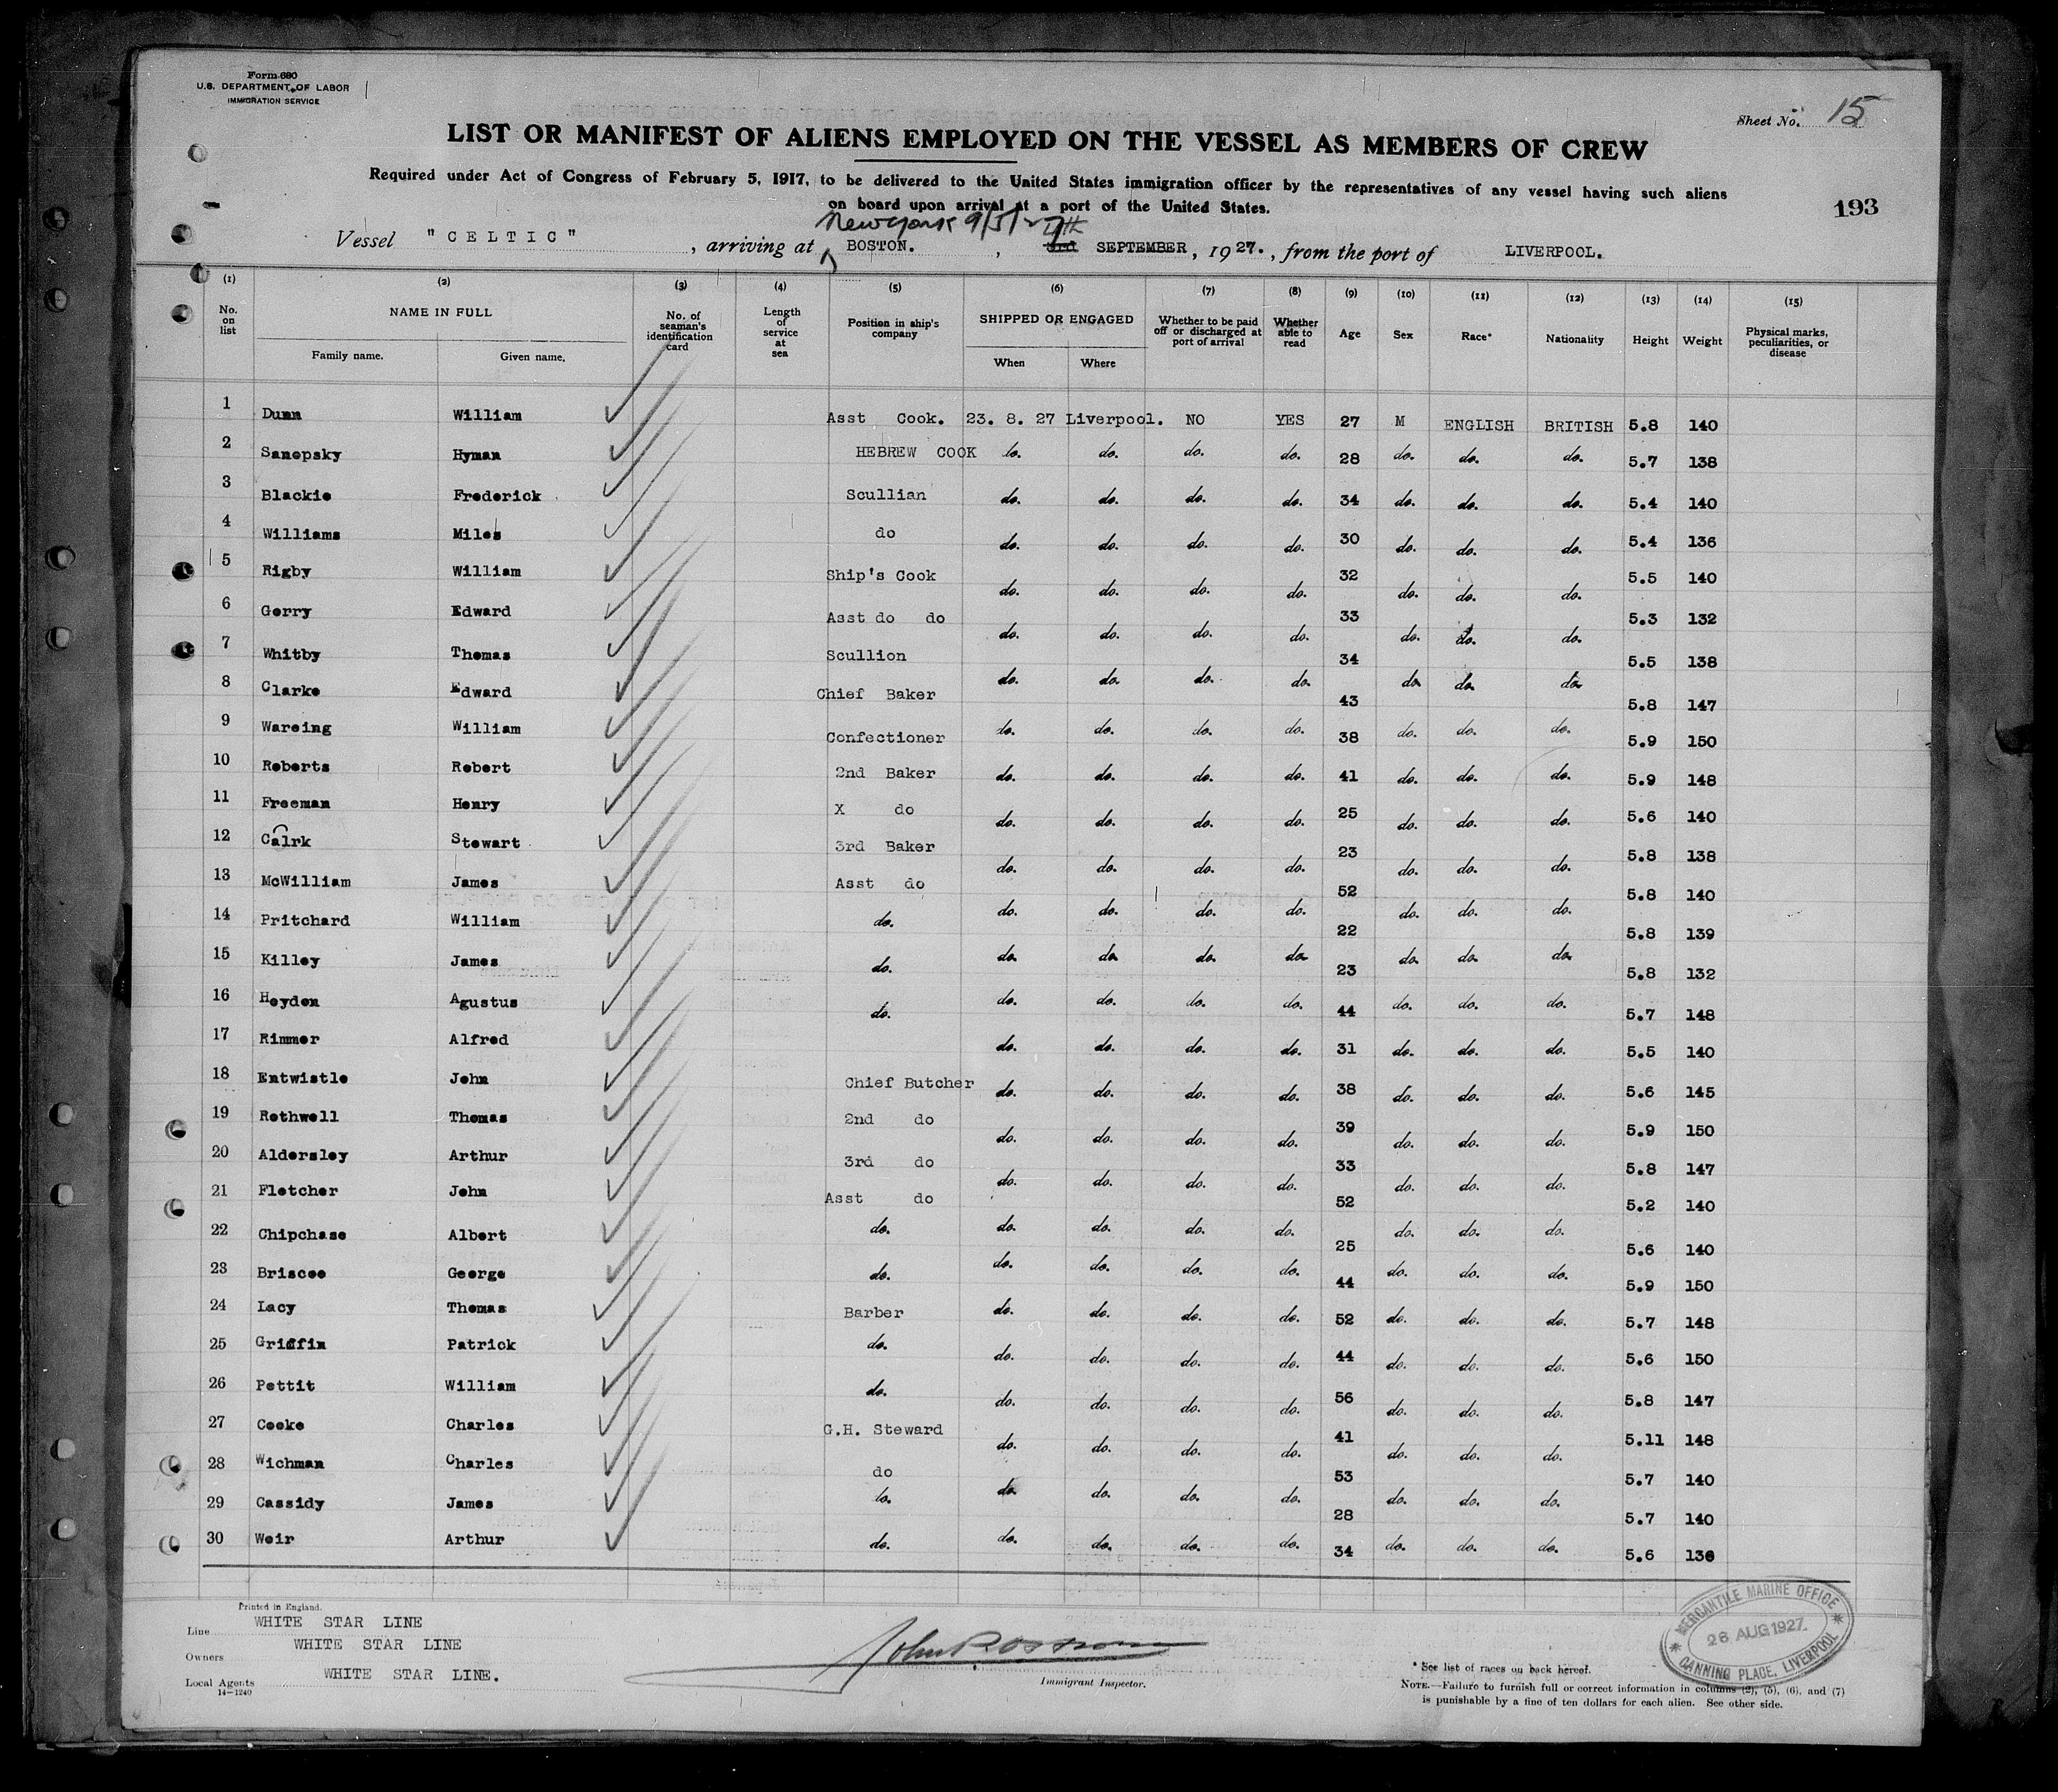 Form 680
U.S. DEPARTMENT OF LABOR
IMMIGRATION SERVICE
Sheet No. 15
LIST OR MANIFEST OF ALIENS EMPLOYED ON THE VESSEL AS MEMBERS OF CREW
Required under Act of Congress of February 5, 1917, to be delivered to the United States immigration officer by the representatives of any vessel having such aliens
on board upon arrival at a port of the United States.
193
New York 9/5/27
Vessel "CELTIC", arriving at BOSTON., 3rd 4th SEPTEMBER, 1927., from the port of LIVERPOOL.
(1) (2) (3) (4) (5) (6) (7) (8) (9) (10) (11) (12) (13) (14) (15)
No. on list NAME IN FULL Family name. Given name. No. of seaman's identification card Length of service at sea Position in ship's company SHIPPED OR ENGAGED When Where Whether to be paid off or discharged at port of arrival Whether able to read Age Sex Race* Nationality Height Weight Physical marks, peculiarities, or disease
1 Dunn William Asst Cook. 23. 8. 27 Liverpool. NO YES 27 M ENGLISH BRITISH 5.8 140
2 Sanopsky Hyman HEBREW COOK do. do. do. do. 28 do. do. do. 5.7 138
3 Blackie Frederick Scullian do. do. do. do. 34 do. do. do. 5.4 140
4 Williams Miles do do. do. do. do. 30 do. do. do. 5.4 136
5 Rigby William Ship's Cook do. do. do. do. 32 do. do. do. 5.5 140
6 Gerry Edward Asst do do do. do. do. do. 33 do. do. do. 5.3 132
7 Whitby Thomas Scullion do. do. do. do. 34 do. do. do. 5.5 138
8 Clarke Edward Chief Baker do. do. do. do. 43 do. do. do. 5.8 147
9 Wareing William Confectioner do. do. do. do. 38 do. do. do. 5.9 150
10 Roberts Robert 2nd Baker do. do. do. do. 41 do. do. do. 5.9 148
11 Freeman Henry X do do. do. do. do. 25 do. do. do. 5.6 140
12 Calrk Stewart 3rd Baker do. do. do. do. 23 do. do. do. 5.8 138
13 McWilliam James Asst do do. do. do. do. 52 do. do. do. 5.8 140
14 Pritchard William do. do. do. do. do. 22 do. do. do. 5.8 139
15 Killey James do. do. do. do. do. 23 do. do. do. 5.8 132
16 Heyden Agustus do. do. do. do. do. 44 do. do. do. 5.7 148
17 Rimmer Alfred do. do. do. do. 31 do. do. do. 5.5 140
18 Entwistle John Chief Butcher do. do. do. do. 38 do. do. do. 5.6 145
19 Rothwell Thomas 2nd do do. do. do. do. 39 do. do. do. 5.9 150
20 Aldersley Arthur 3rd do do. do. do. do. 33 do. do. do. 5.8 147
21 Fletcher John Asst do 52 5.2 140
22 Chipchase Albert do. do. do. do. do. 25 do. do. do. 5.6 140
23 Briscoe George do. do. do. do. do. 44 do. do. do. 5.9 150
24 Lacy Thomas Barber do. do. do. do. 52 do. do. do. 5.7 148
25 Griffin Patrick do. do. do. do. do. 44 do. do. do. 5.6 150
26 Pettit William do. do. do. do. do. 56 do. do. do. 5.8 147
27 Cooke Charles G.H. Steward do. do. do. do. 41 do. do. do. 5.11 148
28 Wichman Charles do do. do. do. do. 53 do. do. do. 5.7 140
29 Cassidy James do. 28 5.7 140
30 Weir Arthur do. do. do. do. do. 34 do. do. do. 5.6 136
Printed in England.
Line WHITE STAR LINE
Owners WHITE STAR LINE
Local Agents WHITE STAR LINE.
14-1240
Immigrant Inspector.
MERCANTILE MARINE OFFICE
26 AUG 1927
CANNING PLACE, LIVERPOOL
* See list of races on back hereof.
NOTE.—Failure to furnish full or correct information in columns (2), (5), (6), and (7)
is punishable by a fine of ten dollars for each alien. See other side.